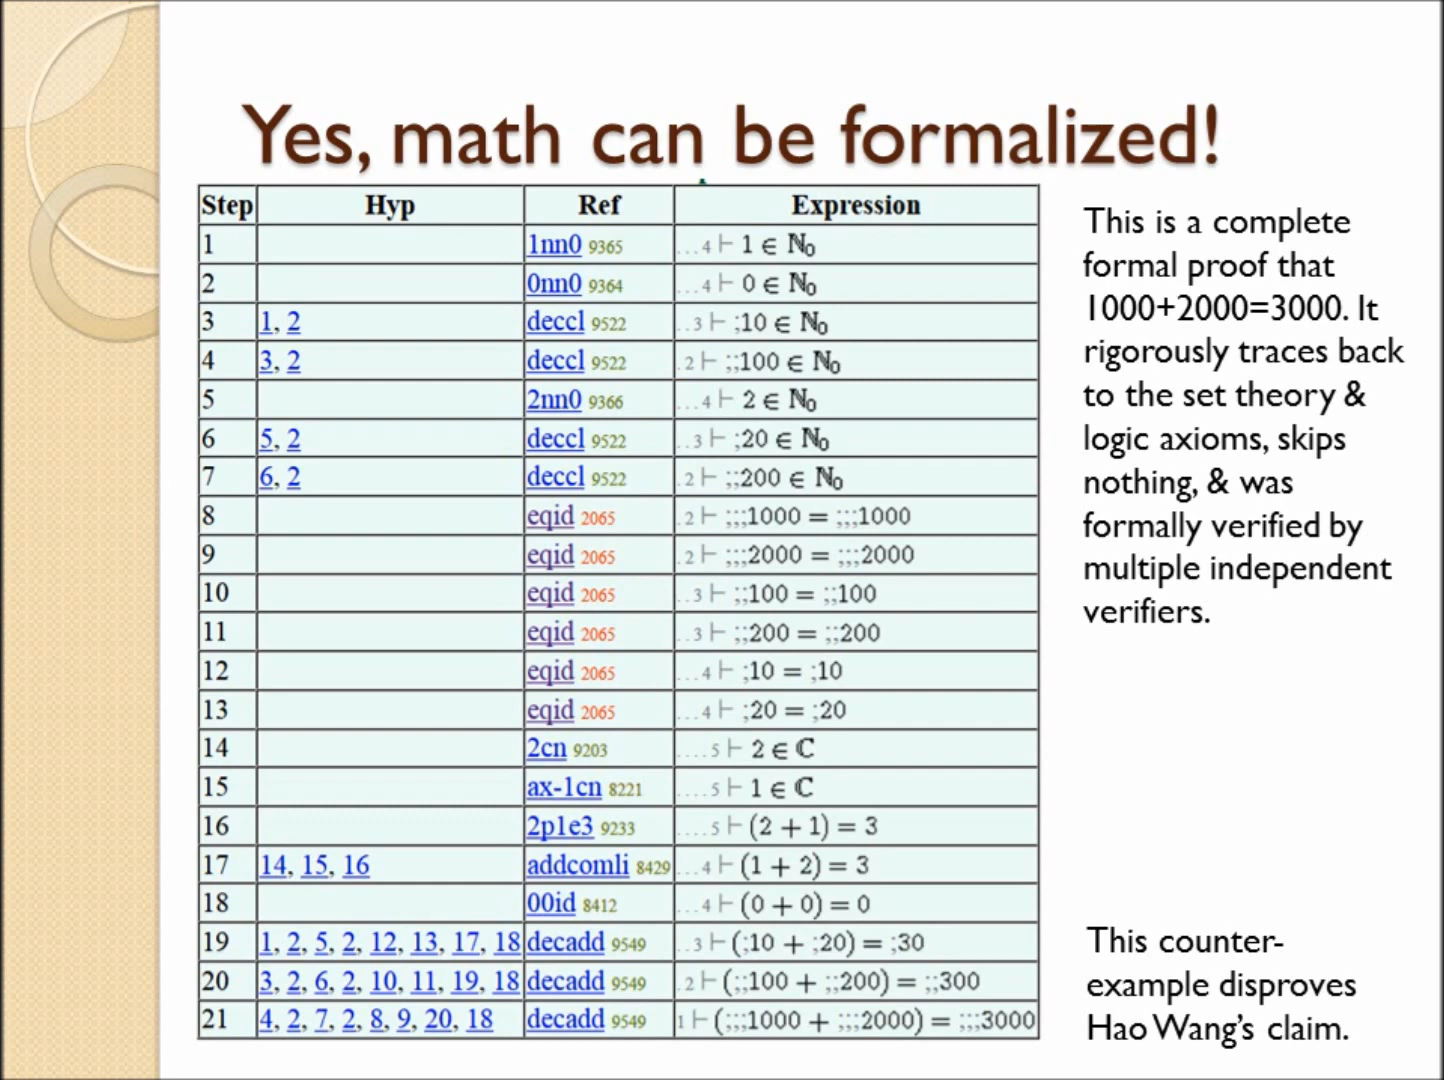 Yes, math can be formalized!
Step Hyp Ref Expression
1 1nn0 9365 ...4 ⊢ 1 ∈ ℕ₀
2 0nn0 9364 ...4 ⊢ 0 ∈ ℕ₀
3 1, 2 deccl 9522 ..3 ⊢ ;10 ∈ ℕ₀
4 3, 2 deccl 9522 .2 ⊢ ;;100 ∈ ℕ₀
5 2nn0 9366 ...4 ⊢ 2 ∈ ℕ₀
6 5, 2 deccl 9522 ..3 ⊢ ;20 ∈ ℕ₀
7 6, 2 deccl 9522 .2 ⊢ ;;200 ∈ ℕ₀
8 eqid 2065 .2 ⊢ ;;;1000 = ;;;1000
9 eqid 2065 .2 ⊢ ;;;2000 = ;;;2000
10 eqid 2065 ..3 ⊢ ;;100 = ;;100
11 eqid 2065 ..3 ⊢ ;;200 = ;;200
12 eqid 2065 ...4 ⊢ ;10 = ;10
13 eqid 2065 ...4 ⊢ ;20 = ;20
14 2cn 9203 ....5 ⊢ 2 ∈ ℂ
15 ax-1cn 8221 ....5 ⊢ 1 ∈ ℂ
16 2p1e3 9233 ....5 ⊢ (2 + 1) = 3
17 14, 15, 16 addcomli 8429 ...4 ⊢ (1 + 2) = 3
18 00id 8412 ...4 ⊢ (0 + 0) = 0
19 1, 2, 5, 2, 12, 13, 17, 18 decadd 9549 ..3 ⊢ (;10 + ;20) = ;30
20 3, 2, 6, 2, 10, 11, 19, 18 decadd 9549 .2 ⊢ (;;100 + ;;200) = ;;300
21 4, 2, 7, 2, 8, 9, 20, 18 decadd 9549 1 ⊢ (;;;1000 + ;;;2000) = ;;;3000
This is a complete
formal proof that
1000+2000=3000. It
rigorously traces back
to the set theory &
logic axioms, skips
nothing, & was
formally verified by
multiple independent
verifiers.
This counter-
example disproves
Hao Wang's claim.